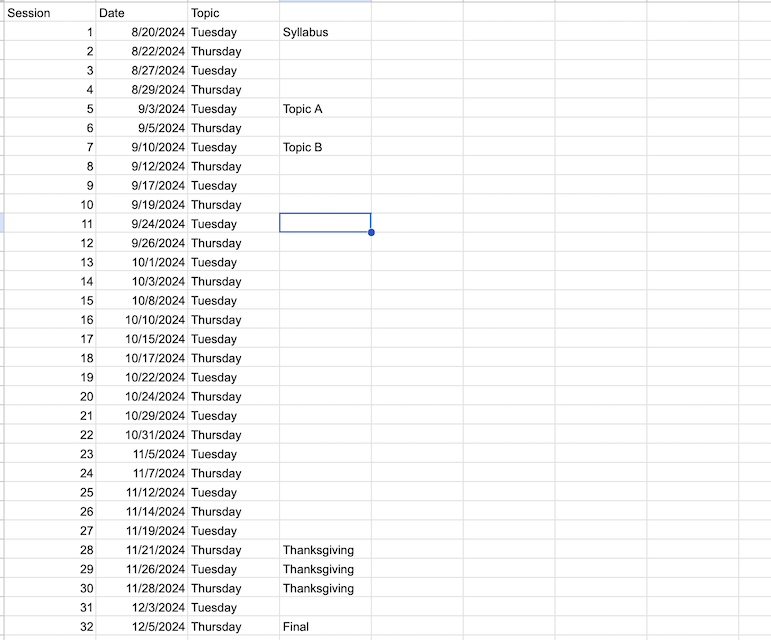 Session Date Topic
1 8/20/2024 Tuesday Syllabus
2 8/22/2024 Thursday
3 8/27/2024 Tuesday
4 8/29/2024 Thursday
5 9/3/2024 Tuesday Topic A
6 9/5/2024 Thursday
7 9/10/2024 Tuesday Topic B
8 9/12/2024 Thursday
9 9/17/2024 Tuesday
10 9/19/2024 Thursday
11 9/24/2024 Tuesday
12 9/26/2024 Thursday
13 10/1/2024 Tuesday
14 10/3/2024 Thursday
15 10/8/2024 Tuesday
16 10/10/2024 Thursday
17 10/15/2024 Tuesday
18 10/17/2024 Thursday
19 10/22/2024 Tuesday
20 10/24/2024 Thursday
21 10/29/2024 Tuesday
22 10/31/2024 Thursday
23 11/5/2024 Tuesday
24 11/7/2024 Thursday
25 11/12/2024 Tuesday
26 11/14/2024 Thursday
27 11/19/2024 Tuesday
28 11/21/2024 Thursday Thanksgiving
29 11/26/2024 Tuesday Thanksgiving
30 11/28/2024 Thursday Thanksgiving
31 12/3/2024 Tuesday
32 12/5/2024 Thursday Final